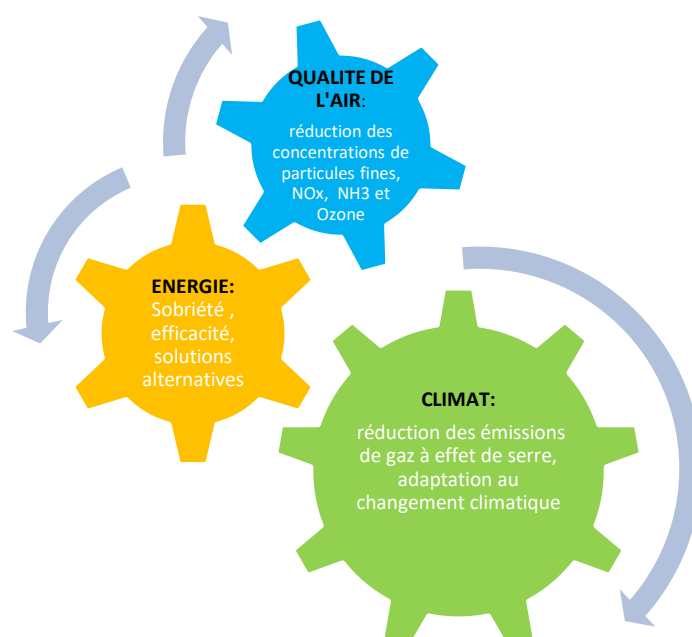 QUALITE DE
L'AIR:
réduction des
concentrations de
particules fines,
NOx, NH3 et
Ozone
ENERGIE:
Sobriété ,
efficacité,
solutions
alternatives
CLIMAT:
réduction des émissions
de gaz à effet de serre,
adaptation au
changement climatique